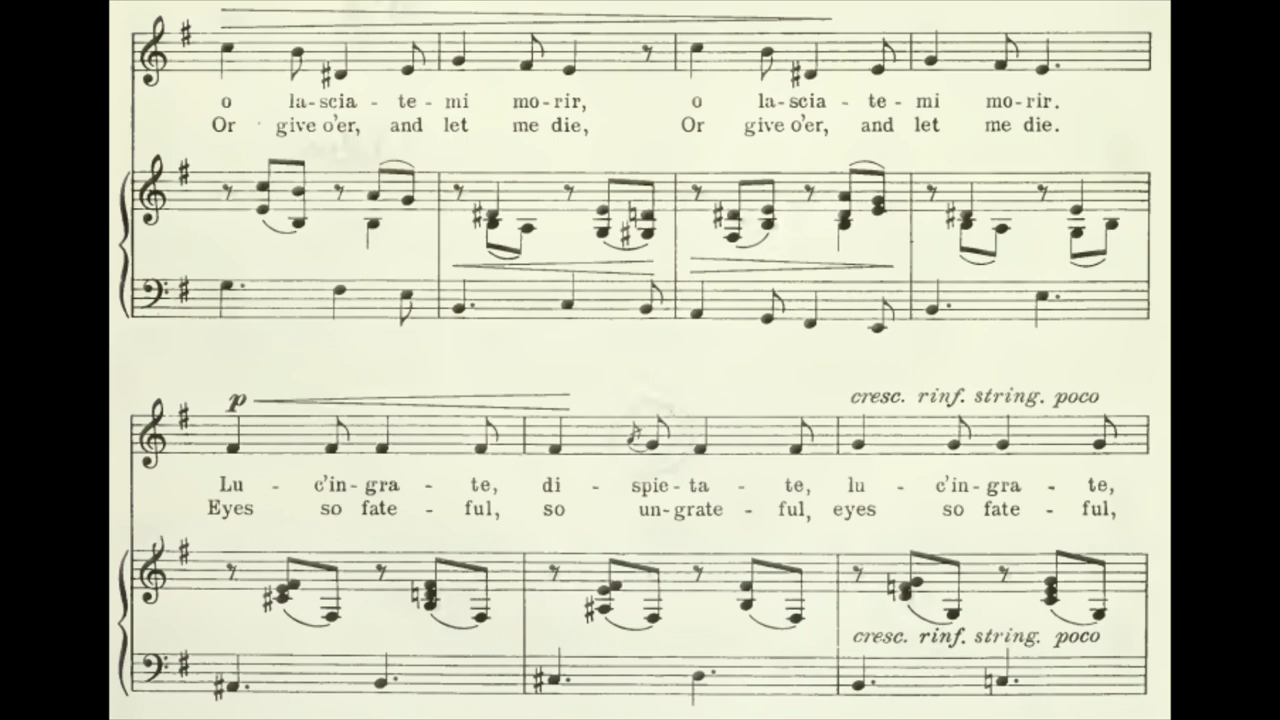 o la-scia - te - mi mo-rir, o la-scia - te - mi mo-rir.
Or give o'er, and let me die, Or give o'er, and let me die.
p
cresc. rinf. string. poco
Lu - c'in-gra - te, di - spie-ta - te, lu - c'in-gra - te,
Eyes so fate - ful, so un-grate - ful, eyes so fate - ful,
cresc. rinf. string. poco